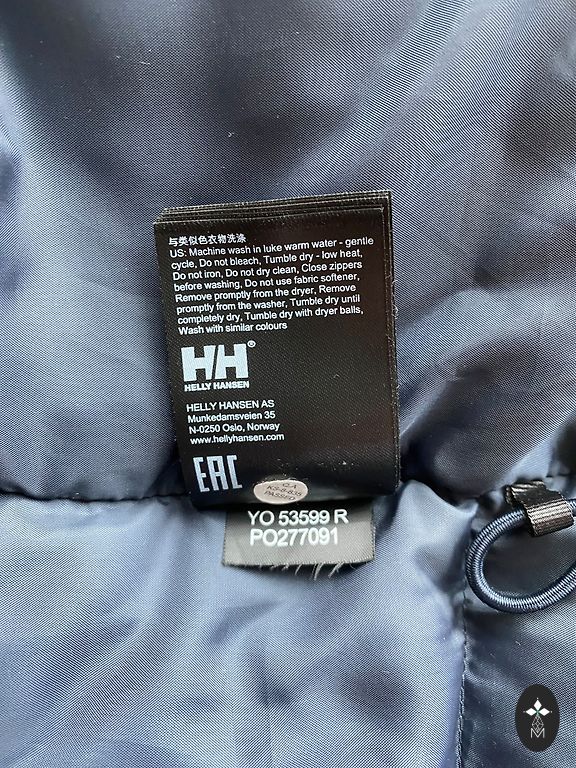 与类似色衣物洗涤
US: Machine wash in luke warm water - gentle
cycle, Do not bleach, Tumble dry - low heat,
Do not iron, Do not dry clean, Close zippers
before washing, Do not use fabric softener,
Remove promptly from the dryer, Remove
promptly from the washer, Tumble dry until
completely dry, Tumble dry with dryer balls,
Wash with similar colours
HH®
HELLY HANSEN
HELLY HANSEN AS
Munkedamsveien 35
N-0250 Oslo, Norway
www.hellyhansen.com
EAC
PASSED
YO 53599 R
PO277091
M